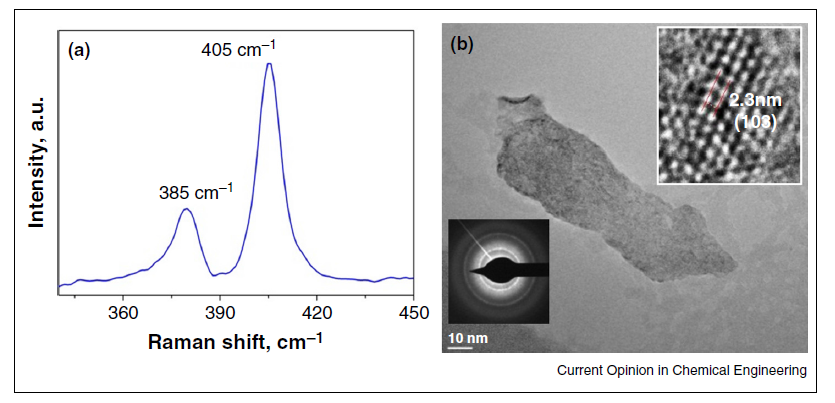 (a)
405 cm⁻¹
385 cm⁻¹
Intensity, a.u.
360
390
420
450
Raman shift, cm⁻¹
(b)
2.3nm
(103)
10 nm
Current Opinion in Chemical Engineering